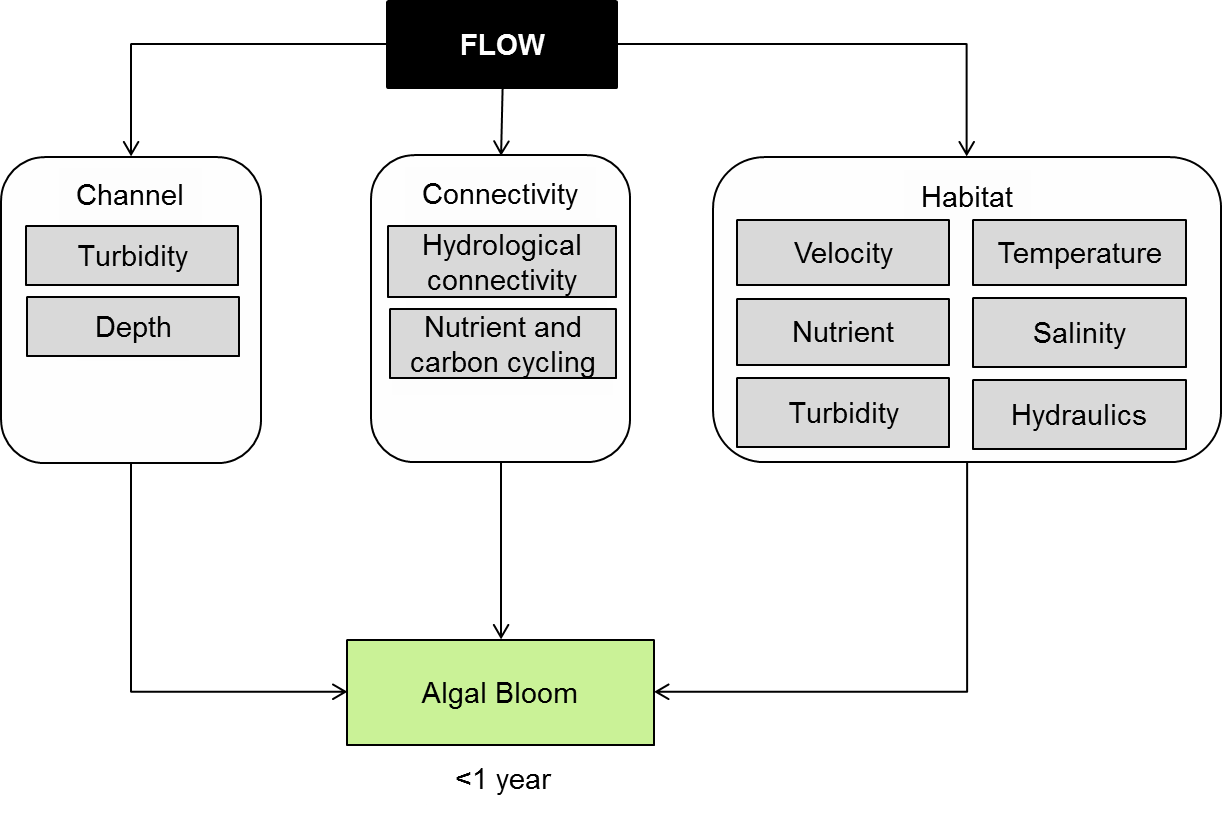 FLOW
Channel
Turbidity
Depth
Connectivity
Hydrological
connectivity
Nutrient and
carbon cycling
Habitat
Velocity
Temperature
Nutrient
Salinity
Turbidity
Hydraulics
Algal Bloom
<1 year